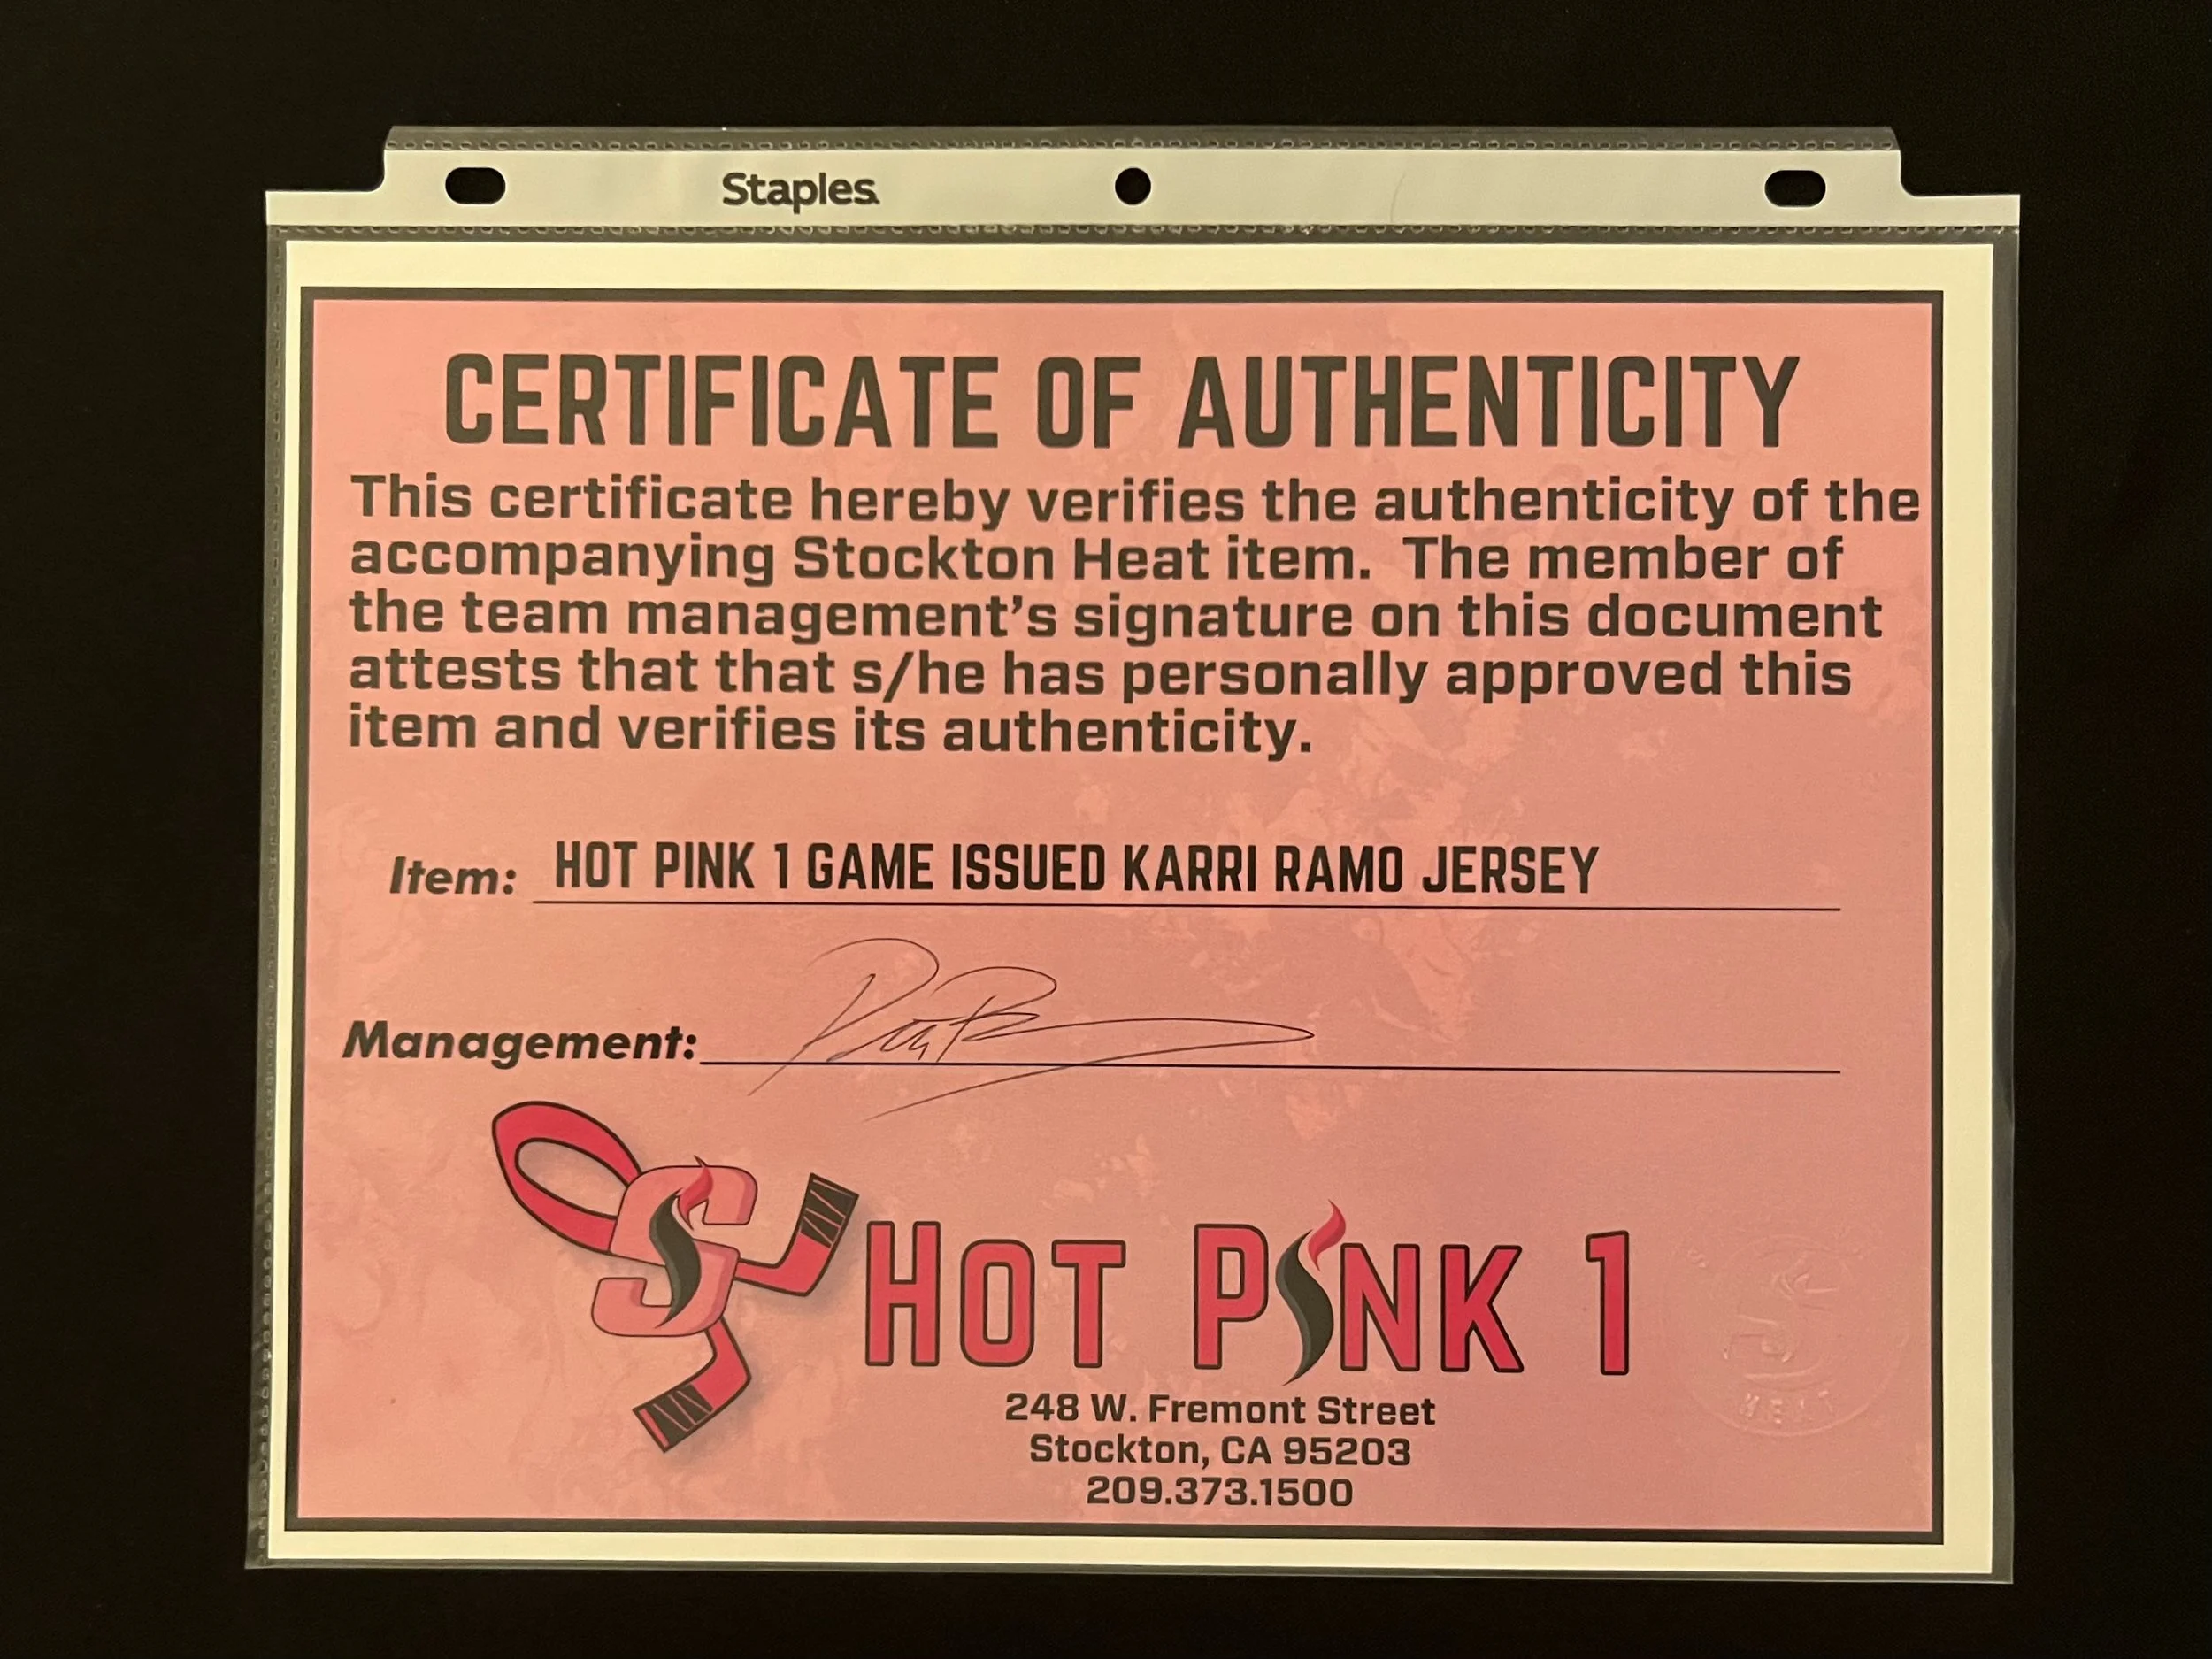 Staples
CERTIFICATE OF AUTHENTICITY
This certificate hereby verifies the authenticity of the
accompanying Stockton Heat item. The member of
the team management's signature on this document
attests that that s/he has personally approved this
item and verifies its authenticity.
Item: HOT PINK 1 GAME ISSUED KARRI RAMO JERSEY
Management:
S
HOT PINK 1
HEAT
248 W. Fremont Street
Stockton, CA 95203
209.373.1500